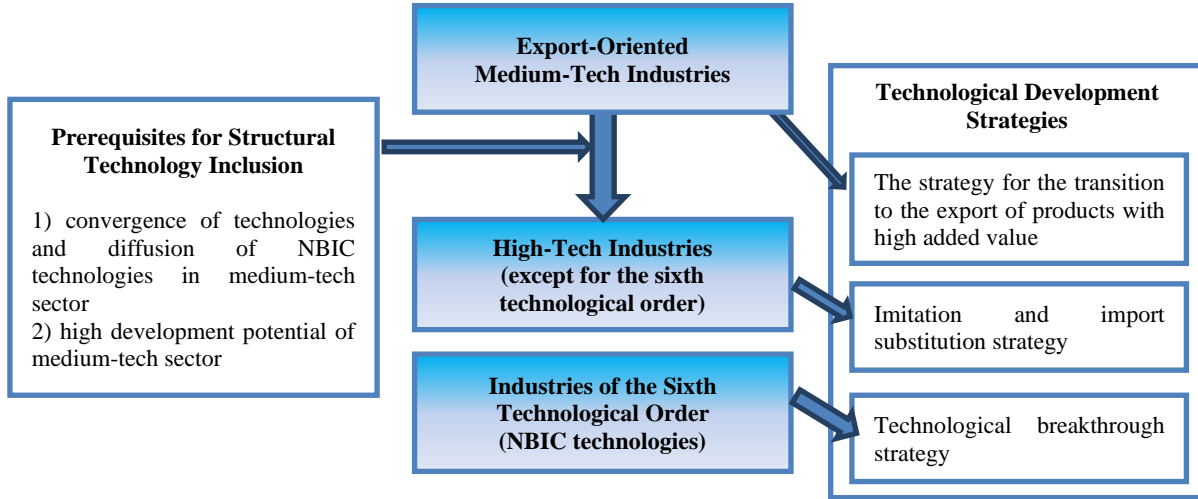 Export-Oriented
Medium-Tech Industries
Prerequisites for Structural
Technology Inclusion
1) convergence of technologies
and diffusion of NBIC
technologies in medium-tech
sector
2) high development potential of
medium-tech sector
High-Tech Industries
(except for the sixth
technological order)
Industries of the Sixth
Technological Order
(NBIC technologies)
Technological Development
Strategies
The strategy for the transition
to the export of products with
high added value
Imitation and import
substitution strategy
Technological breakthrough
strategy